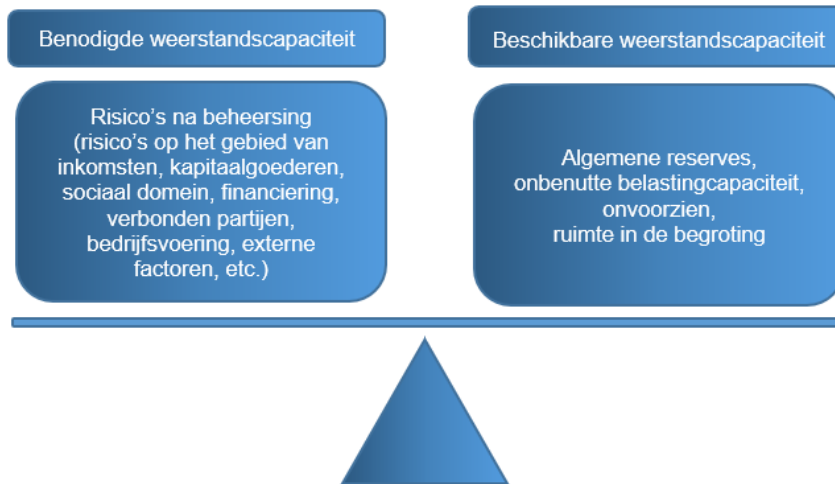 Benodigde weerstandscapaciteit
Beschikbare weerstandscapaciteit
Risico's na beheersing
(risico's op het gebied van
inkomsten, kapitaalgoederen,
sociaal domein, financiering,
verbonden partijen,
bedrijfsvoering, externe
factoren, etc.)
Algemene reserves,
onbenutte belastingcapaciteit,
onvoorzien,
ruimte in de begroting